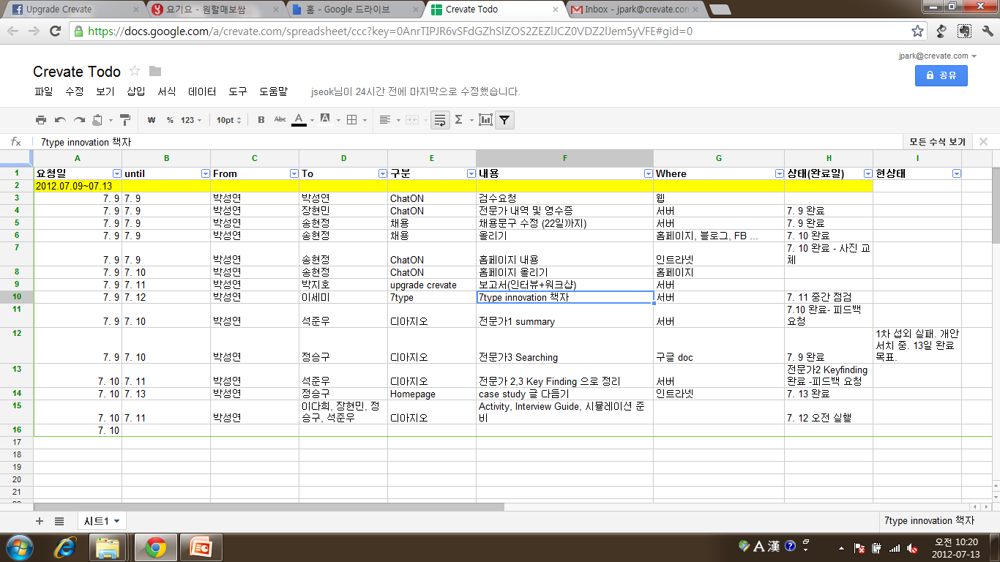 Upgrade Crevate
요기요 - 원할매보쌈
홈 - Google 드라이브
Crevate Todo
Inbox - jpark@crevate.com
https://docs.google.com/a/crevate.com/spreadsheet/ccc?key=0AnrTIPJR6vSFdGZhSlZOS2ZEZlJCZ0VDZ2lJem5yVFE#gid=0
jpark@crevate.com
Crevate Todo
공유
파일 수정 보기 삽입 서식 데이터 도구 도움말 jseok님이 24시간 전에 마지막으로 수정했습니다.
₩ % 123 10pt B Abc A A Σ
fx 7type innovation 책자 모든 수식 보기
A B C D E F G H I
1 요청일 until From To 구분 내용 Where 상태(완료일) 현상태
2 2012.07.09~07.13
3 7. 9 7. 9 박성연 박성연 ChatON 검수요청 웹
4 7. 9 7. 9 박성연 장현민 ChatON 전문가 내역 및 영수증 서버 7. 9 완료
5 7. 9 7. 9 박성연 송현정 채용 채용문구 수정 (22일까지) 서버 7. 9 완료
6 7. 9 7. 9 박성연 송현정 채용 올리기 홈페이지, 블로그, FB ... 7. 10 완료
7 7. 9 7. 9 박성연 송현정 ChatON 홈페이지 내용 인트라넷 7. 10 완료 - 사진 교
체
8 7. 9 7. 10 박성연 송현정 ChatON 홈페이지 올리기 홈페이지
9 7. 9 7. 11 박성연 박지호 upgrade crevate 보고서(인터뷰+워크샵) 서버
10 7. 9 7. 12 박성연 이세미 7type 7type innovation 책자 서버 7. 11 중간 점검
11 7. 9 7. 10 박성연 석준우 디아지오 전문가1 summary 서버 7.10 완료- 피드백
요청
12 7. 9 7. 10 박성연 정승구 디아지오 전문가3 Searching 구글 doc 7. 9 완료 1차 섭외 실패. 개안
서치 중. 13일 완료
목표.
13 7. 10 7. 11 박성연 석준우 디아지오 전문가 2,3 Key Finding 으로 정리 서버 전문가2 Keyfinding
완료 -피드백 요청
14 7. 10 7. 13 박성연 정승구 Homepage case study 글 다듬기 인트라넷 7. 13 완료
15 7. 10 7. 11 박성연 이다희, 장현민, 정
승구, 석준우 디아지오 Activity, Interview Guide, 시뮬레이션 준
비 7. 12 오전 실행
16 7. 10
17
18
19
20
21
시트1 7type innovation 책자
A 漢
오전 10:20
2012-07-13